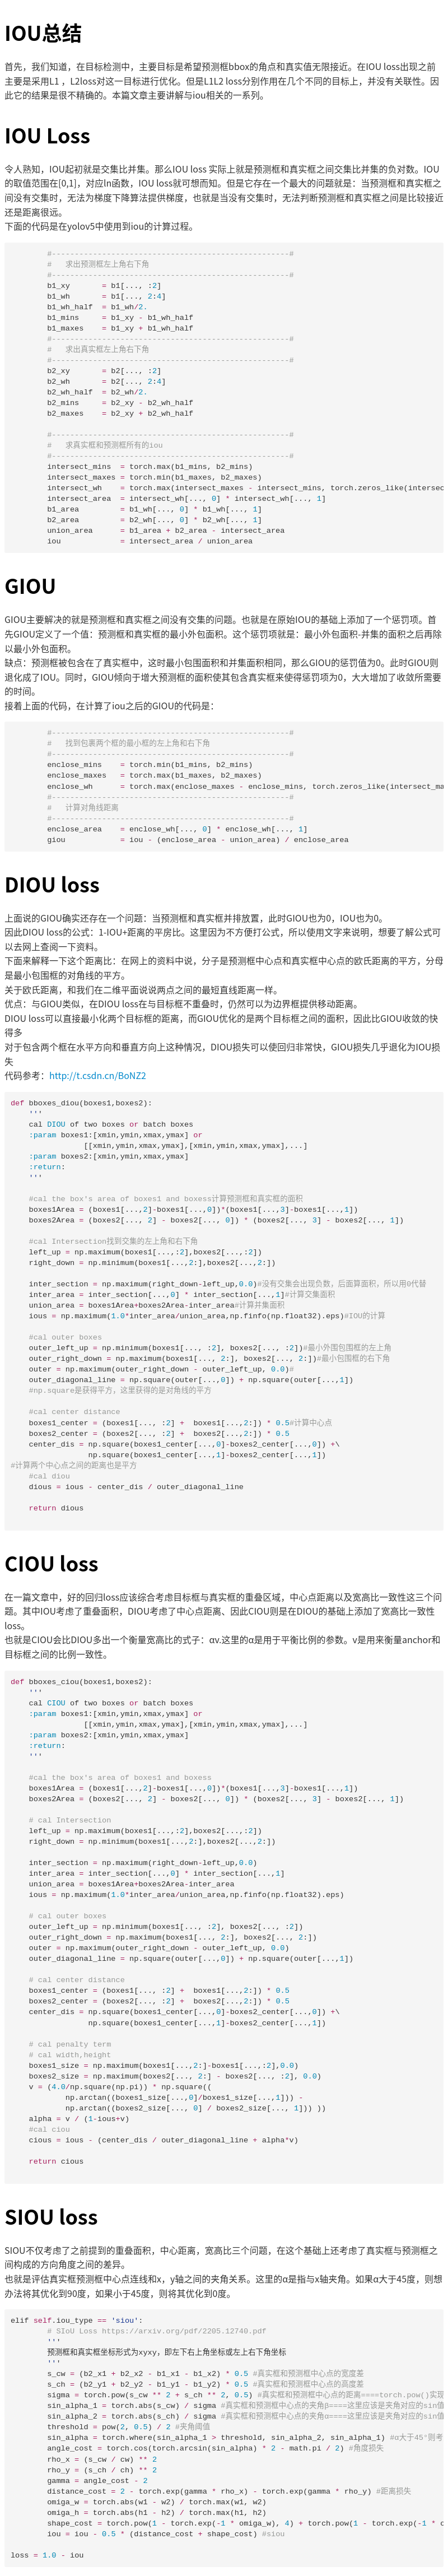 IOU总结
首先，我们知道，在目标检测中，主要目标是希望预测框bbox的角点和真实值无限接近。在IOU loss出现之前
主要是采用L1，L2loss对这一目标进行优化。但是L1L2 loss分别作用在几个不同的目标上，并没有关联性。因
此它的结果是很不精确的。本篇文章主要讲解与iou相关的一系列。
IOU Loss
令人熟知，IOU起初就是交集比并集。那么IOU loss 实际上就是预测框和真实框之间交集比并集的负对数。IOU
的取值范围在[0,1]，对应ln函数，IOU loss就可想而知。但是它存在一个最大的问题就是：当预测框和真实框之
间没有交集时，无法为梯度下降算法提供梯度，也就是当没有交集时，无法判断预测框和真实框之间是比较接近
还是距离很远。
下面的代码是在yolov5中使用到iou的计算过程。
#----------------------------------------------------#
#   求出预测框左上角右下角
#----------------------------------------------------#
b1_xy       = b1[..., :2]
b1_wh       = b1[..., 2:4]
b1_wh_half  = b1_wh/2.
b1_mins     = b1_xy - b1_wh_half
b1_maxes    = b1_xy + b1_wh_half
#----------------------------------------------------#
#   求出真实框左上角右下角
#----------------------------------------------------#
b2_xy       = b2[..., :2]
b2_wh       = b2[..., 2:4]
b2_wh_half  = b2_wh/2.
b2_mins     = b2_xy - b2_wh_half
b2_maxes    = b2_xy + b2_wh_half
#----------------------------------------------------#
#   求真实框和预测框所有的iou
#----------------------------------------------------#
intersect_mins  = torch.max(b1_mins, b2_mins)
intersect_maxes = torch.min(b1_maxes, b2_maxes)
intersect_wh    = torch.max(intersect_maxes - intersect_mins, torch.zeros_like(intersec
intersect_area  = intersect_wh[..., 0] * intersect_wh[..., 1]
b1_area         = b1_wh[..., 0] * b1_wh[..., 1]
b2_area         = b2_wh[..., 0] * b2_wh[..., 1]
union_area      = b1_area + b2_area - intersect_area
iou             = intersect_area / union_area
GIOU
GIOU主要解决的就是预测框和真实框之间没有交集的问题。也就是在原始IOU的基础上添加了一个惩罚项。首
先GIOU定义了一个值：预测框和真实框的最小外包面积。这个惩罚项就是：最小外包面积-并集的面积之后再除
以最小外包面积。
缺点：预测框被包含在了真实框中，这时最小包围面积和并集面积相同，那么GIOU的惩罚值为0。此时GIOU则
退化成了IOU。同时，GIOU倾向于增大预测框的面积使其包含真实框来使得惩罚项为0，大大增加了收敛所需要
的时间。
接着上面的代码，在计算了iou之后的GIOU的代码是：
#----------------------------------------------------#
#   找到包裹两个框的最小框的左上角和右下角
#----------------------------------------------------#
enclose_mins    = torch.min(b1_mins, b2_mins)
enclose_maxes   = torch.max(b1_maxes, b2_maxes)
enclose_wh      = torch.max(enclose_maxes - enclose_mins, torch.zeros_like(intersect_ma
#----------------------------------------------------#
#   计算对角线距离
#----------------------------------------------------#
enclose_area    = enclose_wh[..., 0] * enclose_wh[..., 1]
giou            = iou - (enclose_area - union_area) / enclose_area
DIOU loss
上面说的GIOU确实还存在一个问题：当预测框和真实框并排放置，此时GIOU也为0，IOU也为0。
因此DIOU loss的公式：1-IOU+距离的平房比。这里因为不方便打公式，所以使用文字来说明，想要了解公式可
以去网上查阅一下资料。
下面来解释一下这个距离比：在网上的资料中说，分子是预测框中心点和真实框中心点的欧氏距离的平方，分母
是最小包围框的对角线的平方。
关于欧氏距离，和我们在二维平面说说两点之间的最短直线距离一样。
优点：与GIOU类似，在DIOU loss在与目标框不重叠时，仍然可以为边界框提供移动距离。
DIOU loss可以直接最小化两个目标框的距离，而GIOU优化的是两个目标框之间的面积，因此比GIOU收敛的快
得多
对于包含两个框在水平方向和垂直方向上这种情况，DIOU损失可以使回归非常快，GIOU损失几乎退化为IOU损
失
代码参考：http://t.csdn.cn/BoNZ2
def bboxes_diou(boxes1,boxes2):
'''
cal DIOU of two boxes or batch boxes
:param boxes1:[xmin,ymin,xmax,ymax] or
[[xmin,ymin,xmax,ymax],[xmin,ymin,xmax,ymax],...]
:param boxes2:[xmin,ymin,xmax,ymax]
:return:
'''
#cal the box's area of boxes1 and boxess计算预测框和真实框的面积
boxes1Area = (boxes1[...,2]-boxes1[...,0])*(boxes1[...,3]-boxes1[...,1])
boxes2Area = (boxes2[..., 2] - boxes2[..., 0]) * (boxes2[..., 3] - boxes2[..., 1])
#cal Intersection找到交集的左上角和右下角
left_up = np.maximum(boxes1[...,:2],boxes2[...,:2])
right_down = np.minimum(boxes1[...,2:],boxes2[...,2:])
inter_section = np.maximum(right_down-left_up,0.0)#没有交集会出现负数，后面算面积，所以用0代替
inter_area = inter_section[...,0] * inter_section[...,1]#计算交集面积
union_area = boxes1Area+boxes2Area-inter_area#计算并集面积
ious = np.maximum(1.0*inter_area/union_area,np.finfo(np.float32).eps)#IOU的计算
#cal outer boxes
outer_left_up = np.minimum(boxes1[..., :2], boxes2[..., :2])#最小外围包围框的左上角
outer_right_down = np.maximum(boxes1[..., 2:], boxes2[..., 2:])#最小包围框的右下角
outer = np.maximum(outer_right_down - outer_left_up, 0.0)#
outer_diagonal_line = np.square(outer[...,0]) + np.square(outer[...,1])
#np.square是获得平方，这里获得的是对角线的平方
#cal center distance
boxes1_center = (boxes1[..., :2] +  boxes1[...,2:]) * 0.5#计算中心点
boxes2_center = (boxes2[..., :2] +  boxes2[...,2:]) * 0.5
center_dis = np.square(boxes1_center[...,0]-boxes2_center[...,0]) +\
np.square(boxes1_center[...,1]-boxes2_center[...,1])
#计算两个中心点之间的距离也是平方
#cal diou
dious = ious - center_dis / outer_diagonal_line
return dious
CIOU loss
在一篇文章中，好的回归loss应该综合考虑目标框与真实框的重叠区域，中心点距离以及宽高比一致性这三个问
题。其中IOU考虑了重叠面积，DIOU考虑了中心点距离、因此CIOU则是在DIOU的基础上添加了宽高比一致性
loss。
也就是CIOU会比DIOU多出一个衡量宽高比的式子：αv.这里的α是用于平衡比例的参数。v是用来衡量anchor和
目标框之间的比例一致性。
def bboxes_ciou(boxes1,boxes2):
'''
cal CIOU of two boxes or batch boxes
:param boxes1:[xmin,ymin,xmax,ymax] or
[[xmin,ymin,xmax,ymax],[xmin,ymin,xmax,ymax],...]
:param boxes2:[xmin,ymin,xmax,ymax]
:return:
'''
#cal the box's area of boxes1 and boxess
boxes1Area = (boxes1[...,2]-boxes1[...,0])*(boxes1[...,3]-boxes1[...,1])
boxes2Area = (boxes2[..., 2] - boxes2[..., 0]) * (boxes2[..., 3] - boxes2[..., 1])
# cal Intersection
left_up = np.maximum(boxes1[...,:2],boxes2[...,:2])
right_down = np.minimum(boxes1[...,2:],boxes2[...,2:])
inter_section = np.maximum(right_down-left_up,0.0)
inter_area = inter_section[...,0] * inter_section[...,1]
union_area = boxes1Area+boxes2Area-inter_area
ious = np.maximum(1.0*inter_area/union_area,np.finfo(np.float32).eps)
# cal outer boxes
outer_left_up = np.minimum(boxes1[..., :2], boxes2[..., :2])
outer_right_down = np.maximum(boxes1[..., 2:], boxes2[..., 2:])
outer = np.maximum(outer_right_down - outer_left_up, 0.0)
outer_diagonal_line = np.square(outer[...,0]) + np.square(outer[...,1])
# cal center distance
boxes1_center = (boxes1[..., :2] +  boxes1[...,2:]) * 0.5
boxes2_center = (boxes2[..., :2] +  boxes2[...,2:]) * 0.5
center_dis = np.square(boxes1_center[...,0]-boxes2_center[...,0]) +\
np.square(boxes1_center[...,1]-boxes2_center[...,1])
# cal penalty term
# cal width,height
boxes1_size = np.maximum(boxes1[...,2:]-boxes1[...,:2],0.0)
boxes2_size = np.maximum(boxes2[..., 2:] - boxes2[..., :2], 0.0)
v = (4.0/np.square(np.pi)) * np.square((
np.arctan((boxes1_size[...,0]/boxes1_size[...,1])) -
np.arctan((boxes2_size[..., 0] / boxes2_size[..., 1])) ))
alpha = v / (1-ious+v)
#cal ciou
cious = ious - (center_dis / outer_diagonal_line + alpha*v)
return cious
SIOU loss
SIOU不仅考虑了之前提到的重叠面积，中心距离，宽高比三个问题，在这个基础上还考虑了真实框与预测框之
间构成的方向角度之间的差异。
也就是评估真实框预测框中心点连线和x，y轴之间的夹角关系。这里的α是指与x轴夹角。如果α大于45度，则想
办法将其优化到90度，如果小于45度，则将其优化到0度。
elif self.iou_type == 'siou':
# SIoU Loss https://arxiv.org/pdf/2205.12740.pdf
'''
预测框和真实框坐标形式为xyxy，即左下右上角坐标或左上右下角坐标
'''
s_cw = (b2_x1 + b2_x2 - b1_x1 - b1_x2) * 0.5 #真实框和预测框中心点的宽度差
s_ch = (b2_y1 + b2_y2 - b1_y1 - b1_y2) * 0.5 #真实框和预测框中心点的高度差
sigma = torch.pow(s_cw ** 2 + s_ch ** 2, 0.5) #真实框和预测框中心点的距离====torch.pow()实现
sin_alpha_1 = torch.abs(s_cw) / sigma #真实框和预测框中心点的夹角β====这里应该是夹角对应的sin值
sin_alpha_2 = torch.abs(s_ch) / sigma #真实框和预测框中心点的夹角α====这里应该是夹角对应的sin值
threshold = pow(2, 0.5) / 2 #夹角阈值
sin_alpha = torch.where(sin_alpha_1 > threshold, sin_alpha_2, sin_alpha_1) #α大于45°则考
angle_cost = torch.cos(torch.arcsin(sin_alpha) * 2 - math.pi / 2) #角度损失
rho_x = (s_cw / cw) ** 2
rho_y = (s_ch / ch) ** 2
gamma = angle_cost - 2
distance_cost = 2 - torch.exp(gamma * rho_x) - torch.exp(gamma * rho_y) #距离损失
omiga_w = torch.abs(w1 - w2) / torch.max(w1, w2)
omiga_h = torch.abs(h1 - h2) / torch.max(h1, h2)
shape_cost = torch.pow(1 - torch.exp(-1 * omiga_w), 4) + torch.pow(1 - torch.exp(-1 * o
iou = iou - 0.5 * (distance_cost + shape_cost) #siou
loss = 1.0 - iou